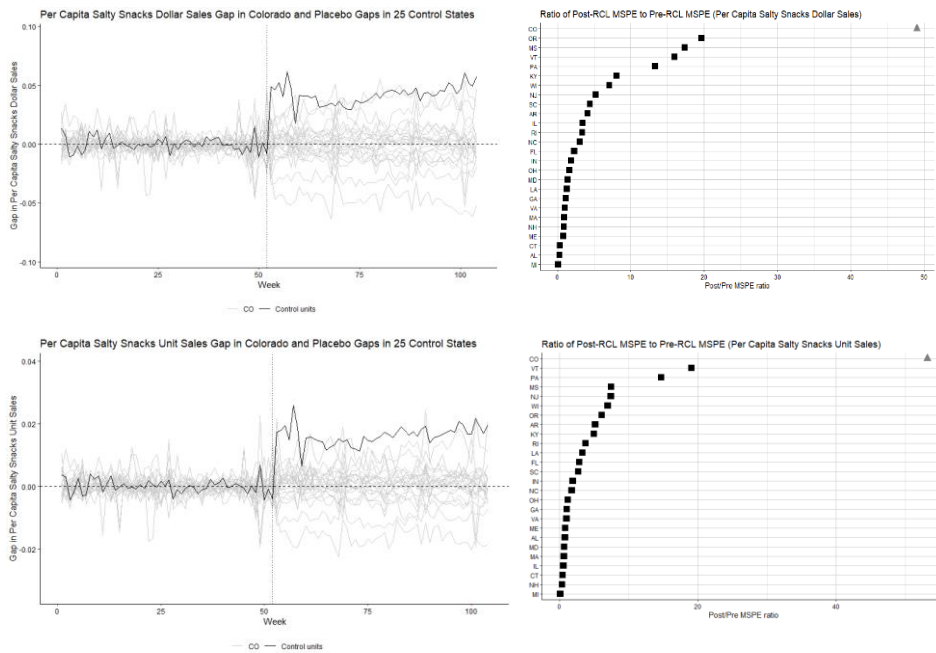 Per Capita Salty Snacks Dollar Sales Gap in Colorado and Placebo Gaps in 25 Control States
Gap in Per Capita Salty Snacks Dollar Sales
0.10
0.05
0.00
-0.05
-0.10
0 25 50 75 100
Week
CO Control units
Ratio of Post-RCL MSPE to Pre-RCL MSPE (Per Capita Salty Snacks Dollar Sales)
CO
OR
MS
VT
PA
KY
WI
NJ
SC
AR
IL
RI
NC
FL
IN
OH
MD
LA
GA
VA
MA
NH
ME
CT
AL
MI
0 10 20 30 40 50
Post/Pre MSPE ratio
Per Capita Salty Snacks Unit Sales Gap in Colorado and Placebo Gaps in 25 Control States
Gap in Per Capita Salty Snacks Unit Sales
0.04
0.02
0.00
-0.02
0 25 50 75 100
Week
CO Control units
Ratio of Post-RCL MSPE to Pre-RCL MSPE (Per Capita Salty Snacks Unit Sales)
CO
VT
PA
MS
NJ
WI
OR
AR
KY
RI
LA
FL
SC
IN
NC
OH
GA
VA
ME
AL
MD
MA
IL
CT
NH
MI
0 20 40
Post/Pre MSPE ratio